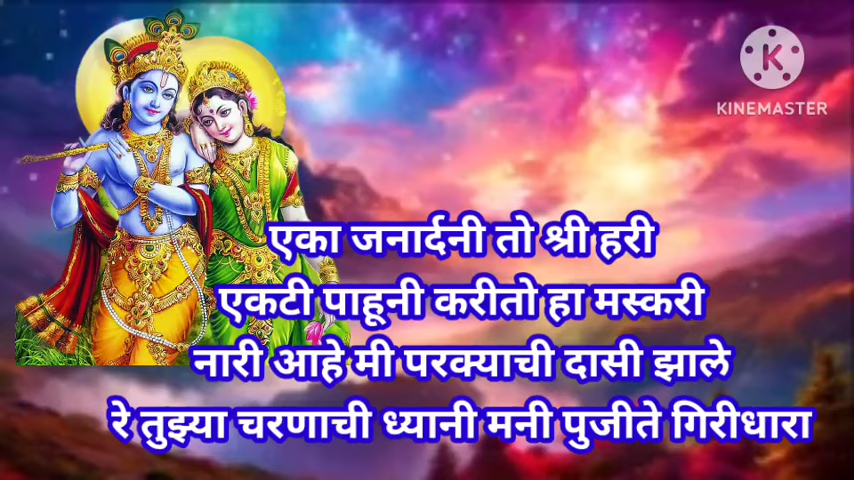 KINEMASTER
एका जनार्दनी तो श्री हरी
एकटी पाहूनी करीतो हा मस्करी
नारी आहे मी परक्याची दासी झाले
रे तुझ्या चरणाची ध्यानी मनी पुजीते गिरीधारा